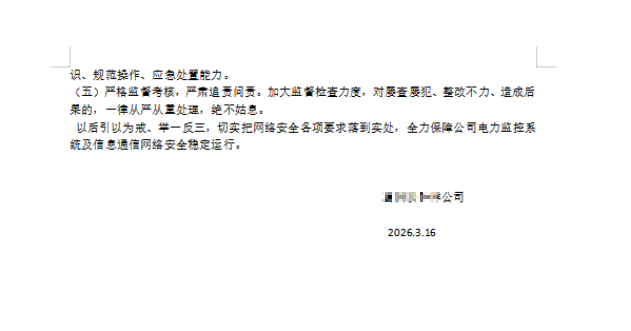 识、规范操作、应急处置能力。
（五）严格监督考核，严肃追责问责。加大监督检查力度，对屡查屡犯、整改不力、造成后
果的，一律从严从重处理，绝不姑息。
以后引以为戒、举一反三，切实把网络安全各项要求落到实处，全力保障公司电力监控系
统及信息通信网络安全稳定运行。
公司
2026.3.16